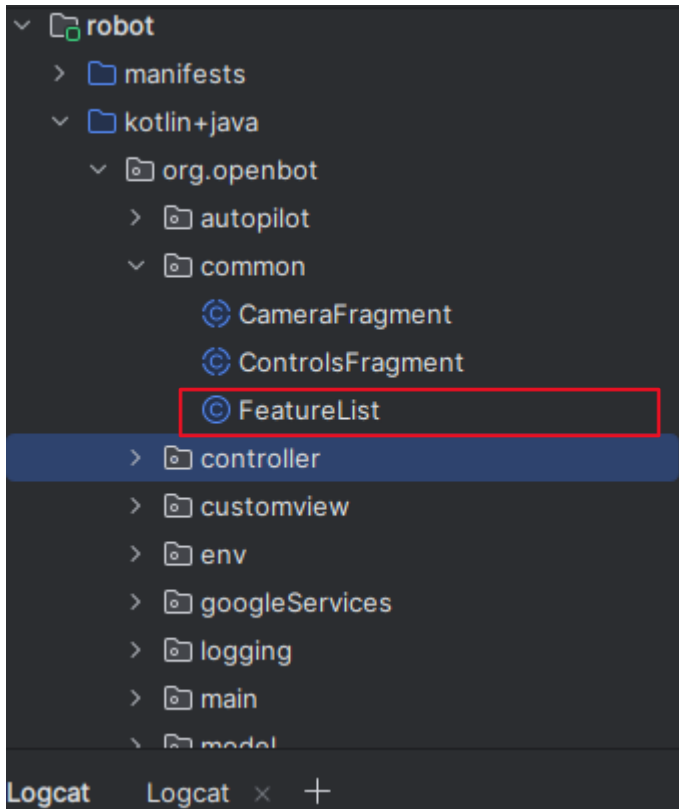 robot
manifests
kotlin+java
org.openbot
autopilot
common
CameraFragment
ControlsFragment
FeatureList
controller
customview
env
googleServices
logging
main
model
Logcat Logcat × +